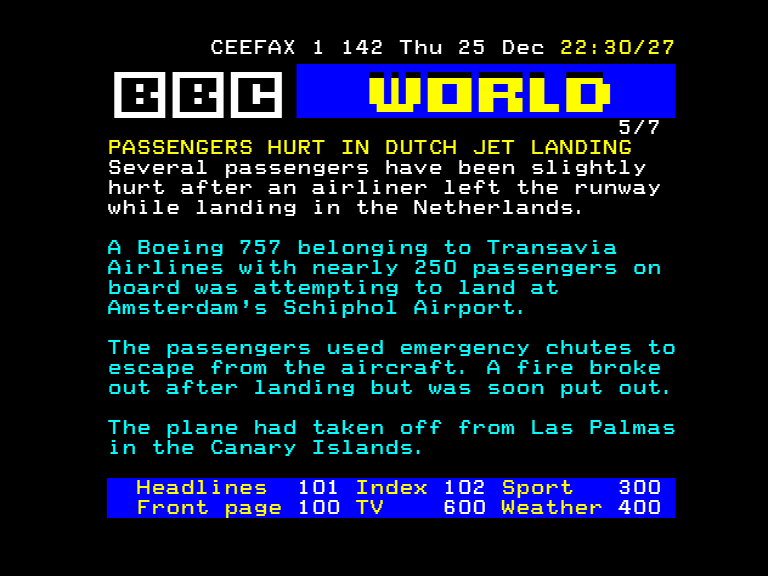 CEEFAX 1 142 Thu 25 Dec 22:30/27
BBC WORLD
5/7
PASSENGERS HURT IN DUTCH JET LANDING
Several passengers have been slightly
hurt after an airliner left the runway
while landing in the Netherlands.
A Boeing 757 belonging to Transavia
Airlines with nearly 250 passengers on
board was attempting to land at
Amsterdam's Schiphol Airport.
The passengers used emergency chutes to
escape from the aircraft. A fire broke
out after landing but was soon put out.
The plane had taken off from Las Palmas
in the Canary Islands.
Headlines 101 Index 102 Sport 300
Front page 100 TV 600 Weather 400